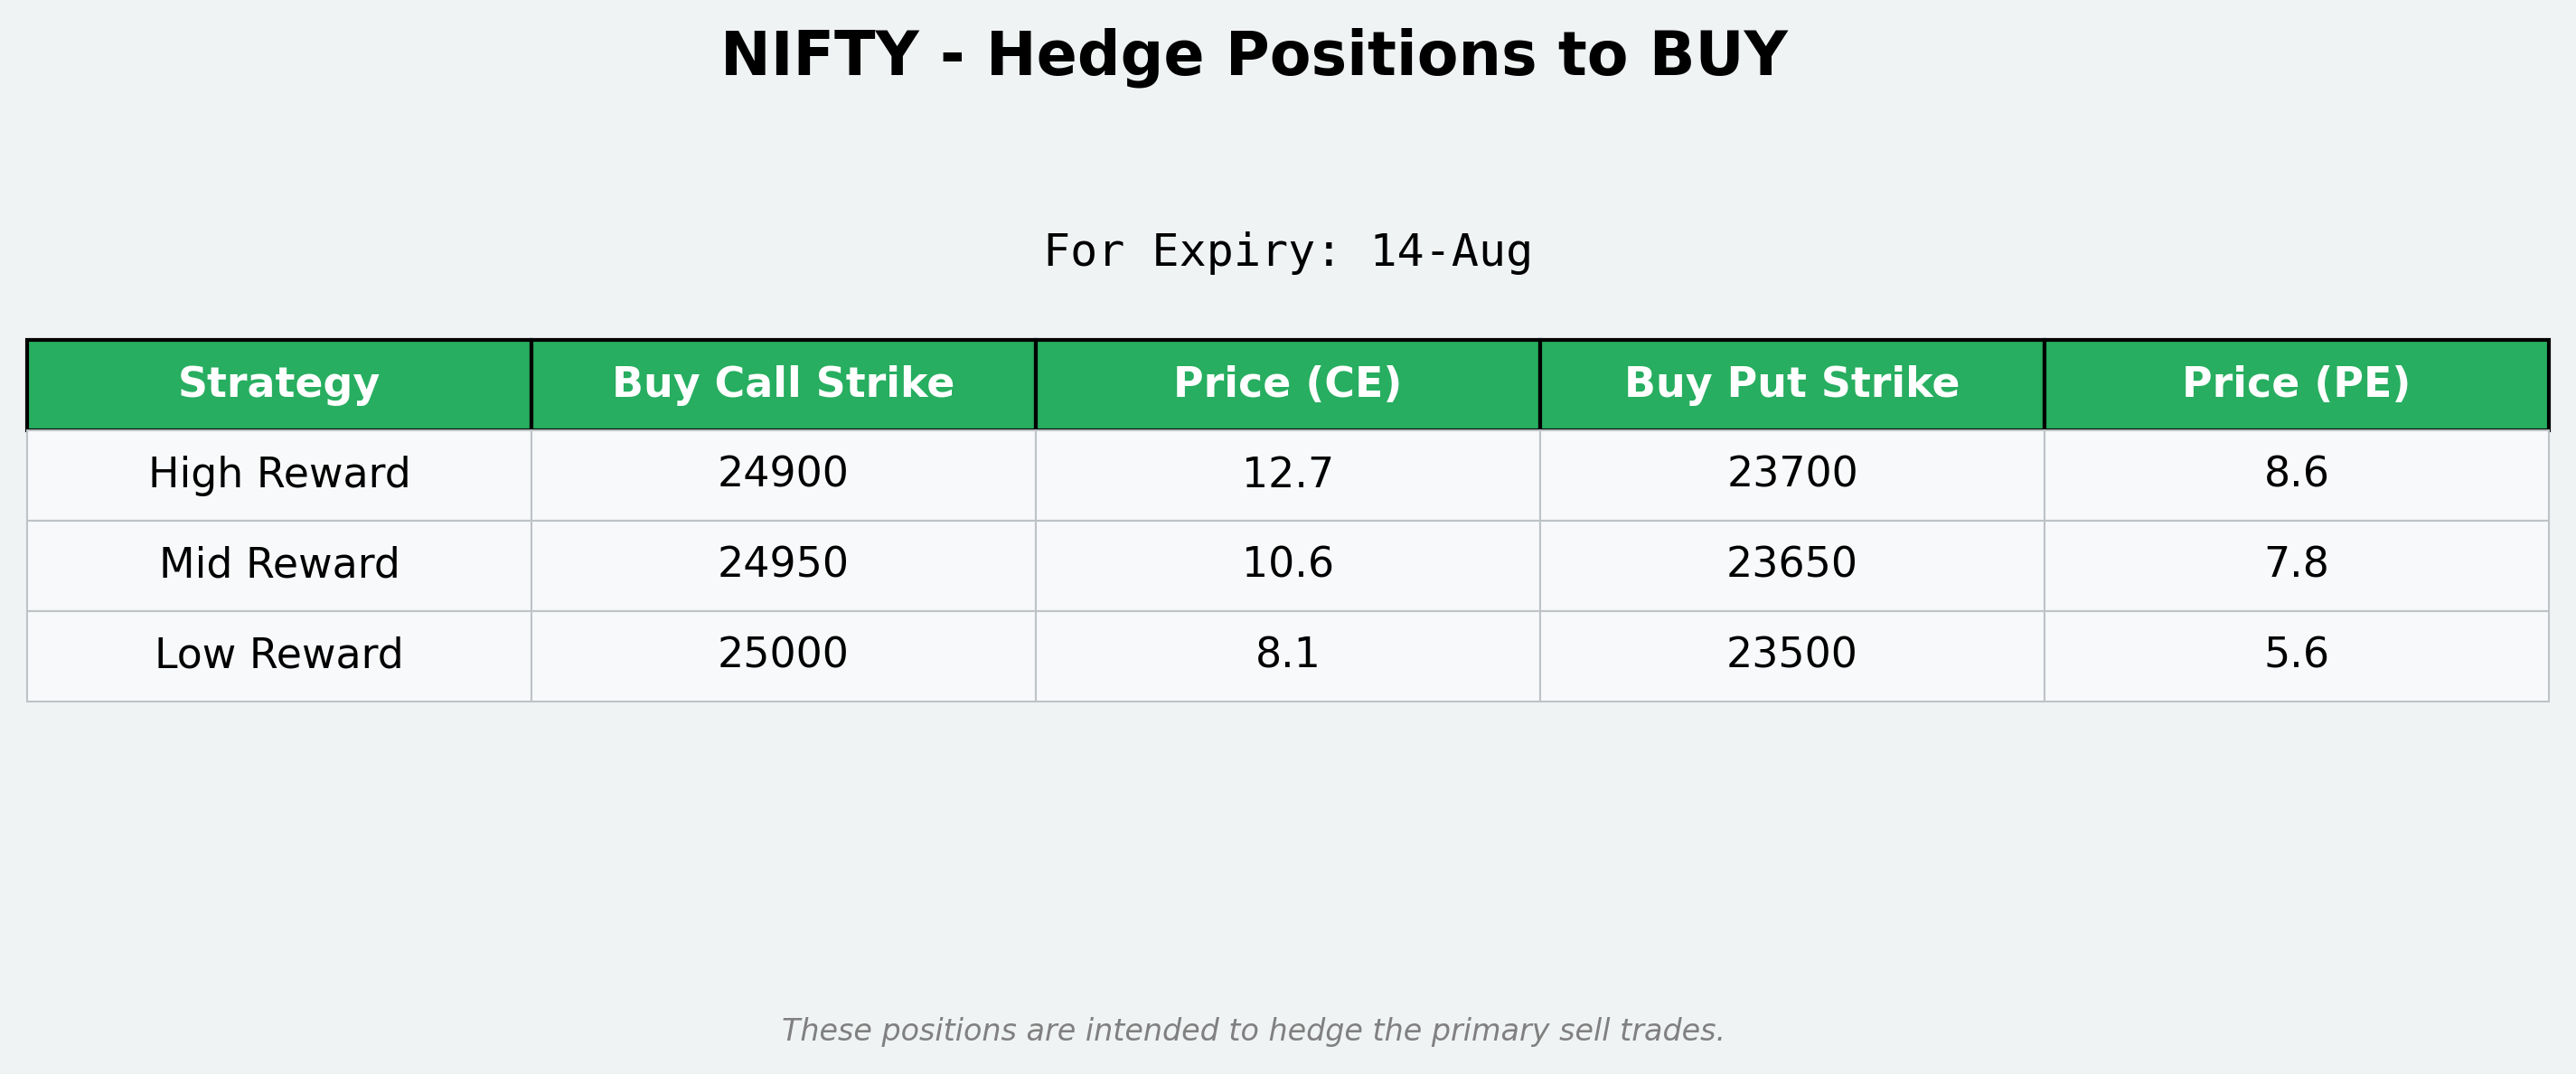 NIFTY - Hedge Positions to BUY
For Expiry: 14-Aug
Strategy Buy Call Strike Price (CE) Buy Put Strike Price (PE)
High Reward 24900 12.7 23700 8.6
Mid Reward 24950 10.6 23650 7.8
Low Reward 25000 8.1 23500 5.6
These positions are intended to hedge the primary sell trades.